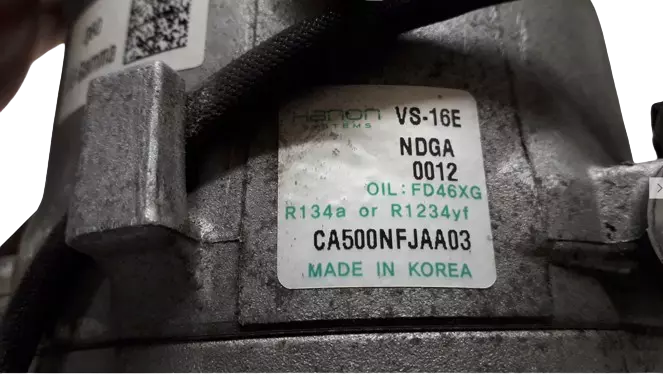 Hanon VS-16E
SYSTEMS
NDGA
0012
OIL: FD46XG
R134a or R1234yf
CA500NFJAA03
MADE IN KOREA